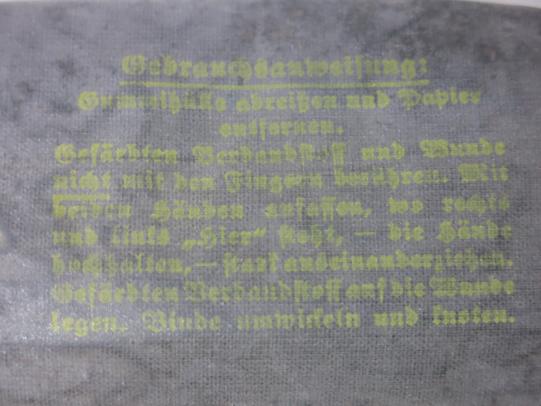 Gebrauchsanweisung:
Gummihülle abreißen und Papier
entfernen.
Gefärbten Verbandstoff und Wunde
nicht mit den Fingern berühren. Mit
beiden Händen anfassen, wo rechts
und links „Hier“ steht, — die Hände
hochhalten, — stark auseinanderziehen.
Gefärbten Verbandstoff auf die Wunde
legen. Binde umwickeln und knoten.